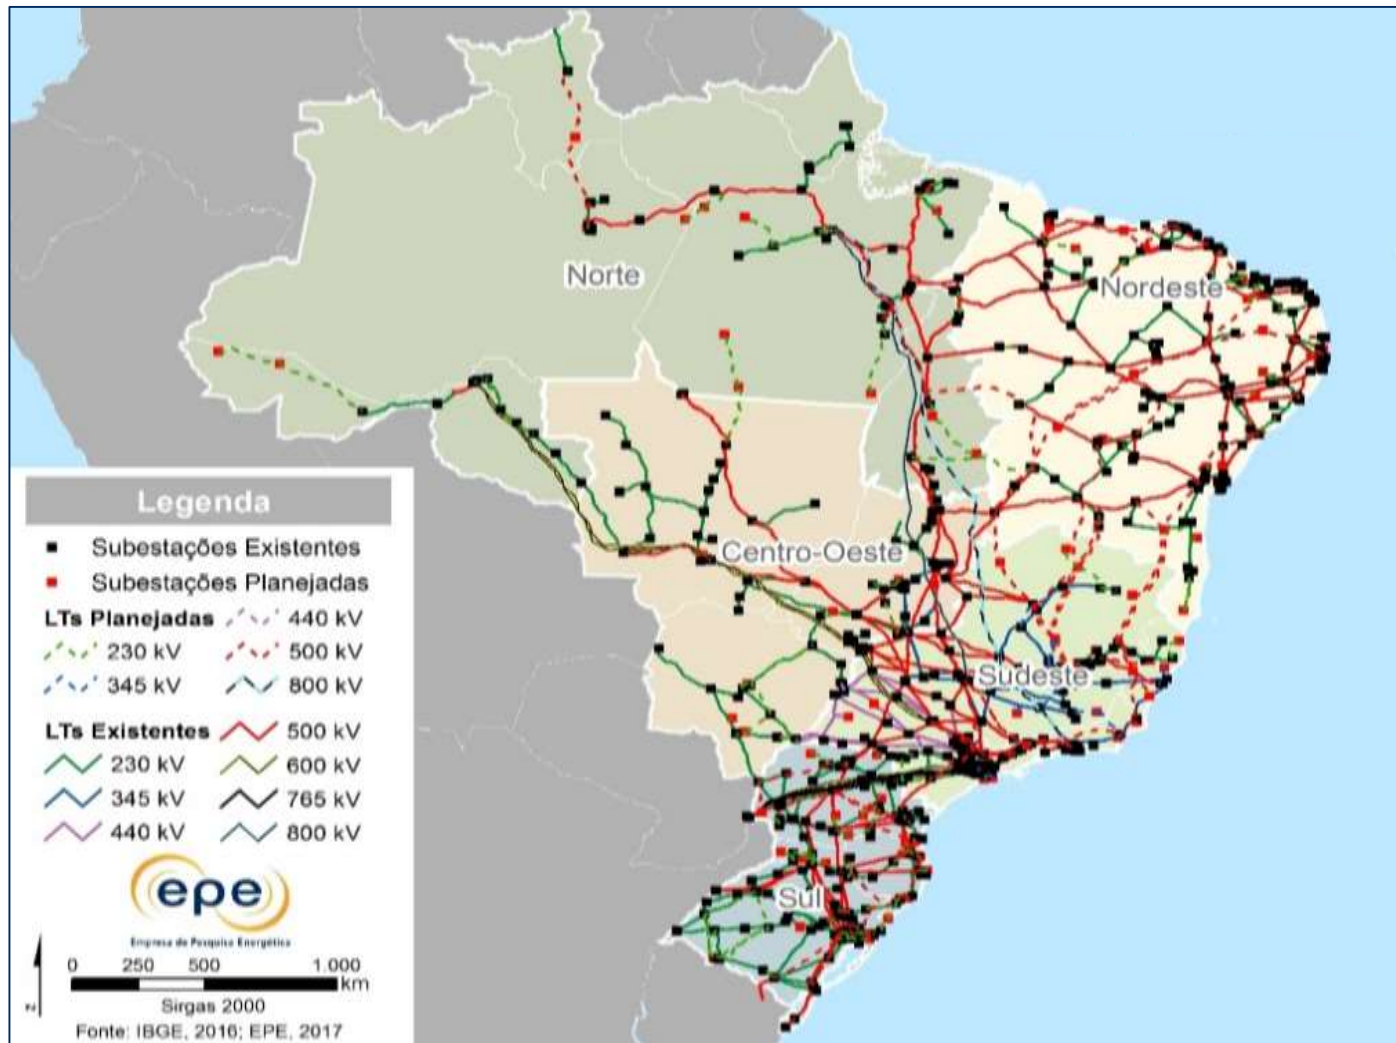 Norte
Nordeste
Centro-Oeste
Sudeste
Sul
Legenda
Subestações Existentes
Subestações Planejadas
LTs Planejadas
440 kV
230 kV
500 kV
345 kV
800 kV
LTs Existentes
500 kV
230 kV
600 kV
345 kV
765 kV
440 kV
800 kV
epe
Empresa de Pesquisa Energética
0 250 500 1.000
km
z
Sirgas 2000
Fonte: IBGE, 2016; EPE, 2017